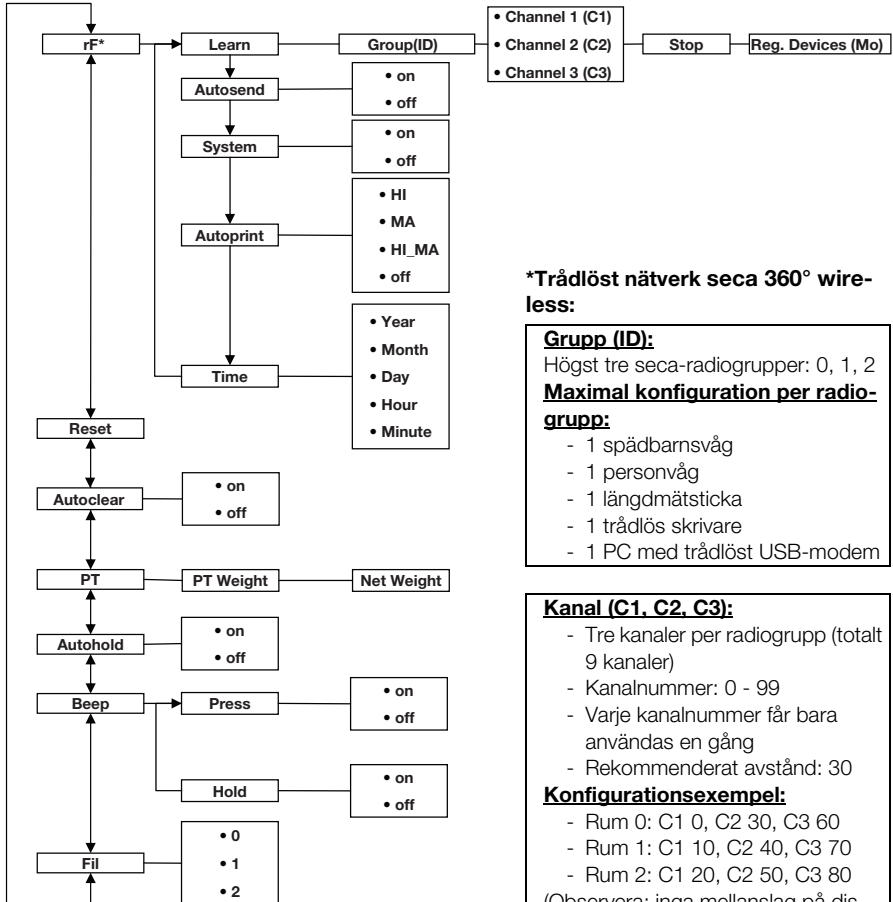 rF*
Learn
Group(ID)
• Channel 1 (C1)
• Channel 2 (C2)
• Channel 3 (C3)
Stop
Reg. Devices (Mo)
Autosend
• on
• off
System
• on
• off
Autoprint
• HI
• MA
• HI_MA
• off
Time
• Year
• Month
• Day
• Hour
• Minute
Reset
Autoclear
• on
• off
PT
PT Weight
Net Weight
Autohold
• on
• off
Beep
Press
• on
• off
Hold
• on
• off
Fil
• 0
• 1
• 2
*Trådlöst nätverk seca 360° wire-
less:
Grupp (ID):
Högst tre seca-radiogrupper: 0, 1, 2
Maximal konfiguration per radio-
grupp:
- 1 spädbarnsvåg
- 1 personvåg
- 1 längdmätsticka
- 1 trådlös skrivare
- 1 PC med trådlöst USB-modem
Kanal (C1, C2, C3):
- Tre kanaler per radiogrupp (totalt
9 kanaler)
- Kanalnummer: 0 - 99
- Varje kanalnummer får bara
användas en gång
- Rekommenderat avstånd: 30
Konfigurationsexempel:
- Rum 0: C1 0, C2 30, C3 60
- Rum 1: C1 10, C2 40, C3 70
- Rum 2: C1 20, C2 50, C3 80
(Observera: inga mellanslag på dis-